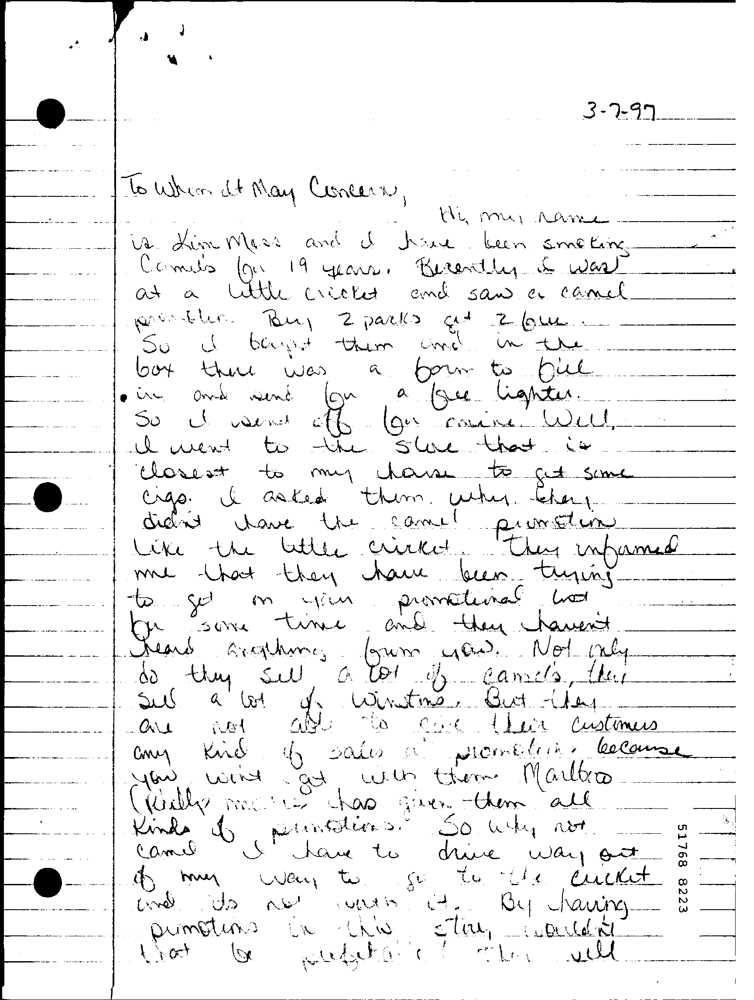 3-7-97
To Whom It May Concern,
Hi, my name
is Kim Moss and I have been smoking
Camels for 19 years. Recently I was
at a little cricket and saw a camel
Buy 2 packs get 2 free.
So I bought them and in the
box there was a form to fill
in and send for a free lighter.
So I send off for mine. Well,
I went to the store that is
closest to my house to get some
cigs. I asked them why they
didn't have the camel promotion
like the little cricket. They informed
me that they have been trying
to get on your promotional list
for some time and they haven't
heard anything from you. Not only
do they sell a lot of camels, they
sell a lot of Winstons. But they
are not able to give their customers
any kind of sales or promotions because
you wont get with them. Marlboro
(Phillip Morris has given them all
kinds of promotions. So why not
camel I have to drive way out
of my way to go to the cricket
and its not worth it. By having
promotions in this store, wouldn't
that be profitable They sell
51768 8223